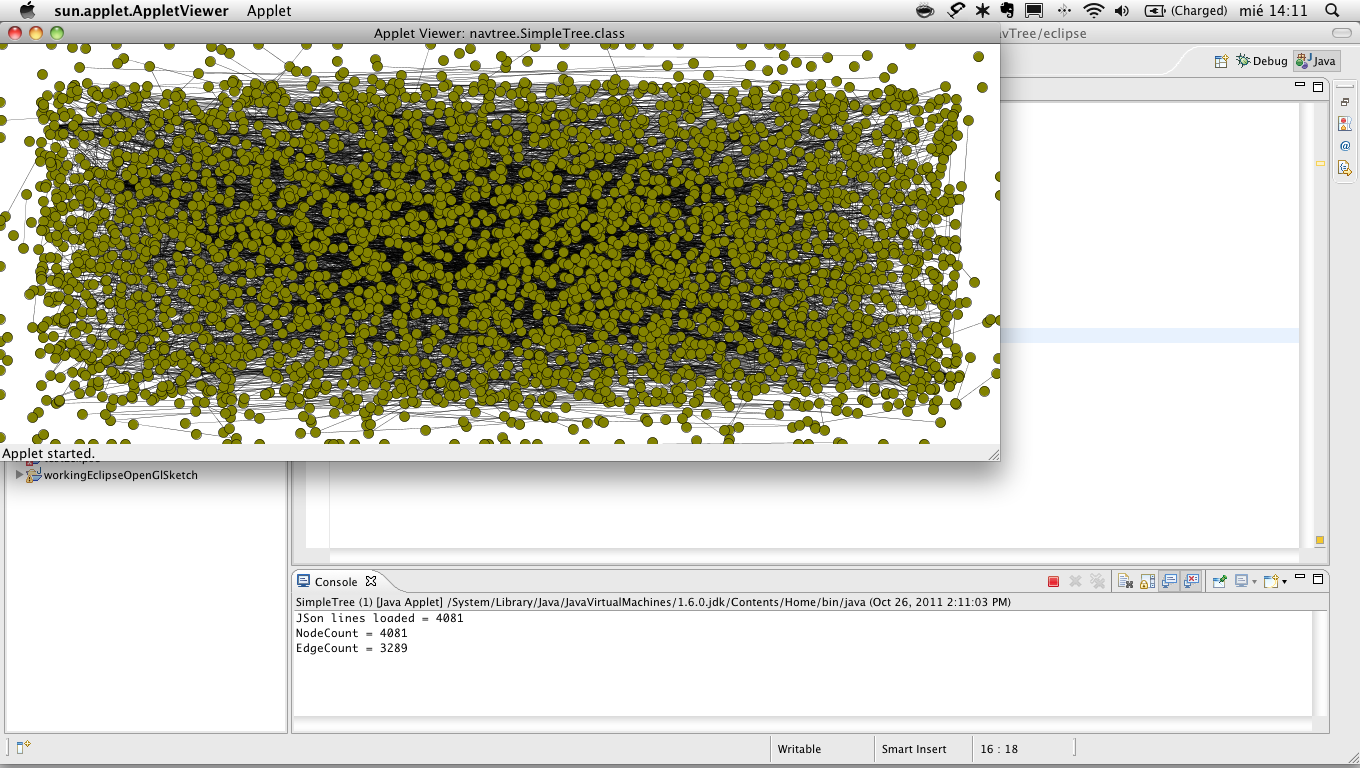 sun.applet.AppletViewer Applet (Charged) mié 14:11
Applet Viewer: navtree.SimpleTree.class
Tree/eclipse
Debug Java
Applet started.
workingEclipseOpenGlSketch
Console
SimpleTree (1) [Java Applet] /System/Library/Java/JavaVirtualMachines/1.6.0.jdk/Contents/Home/bin/java (Oct 26, 2011 2:11:03 PM)
JSon lines loaded = 4081
NodeCount = 4081
EdgeCount = 3289
Writable Smart Insert 16 : 18